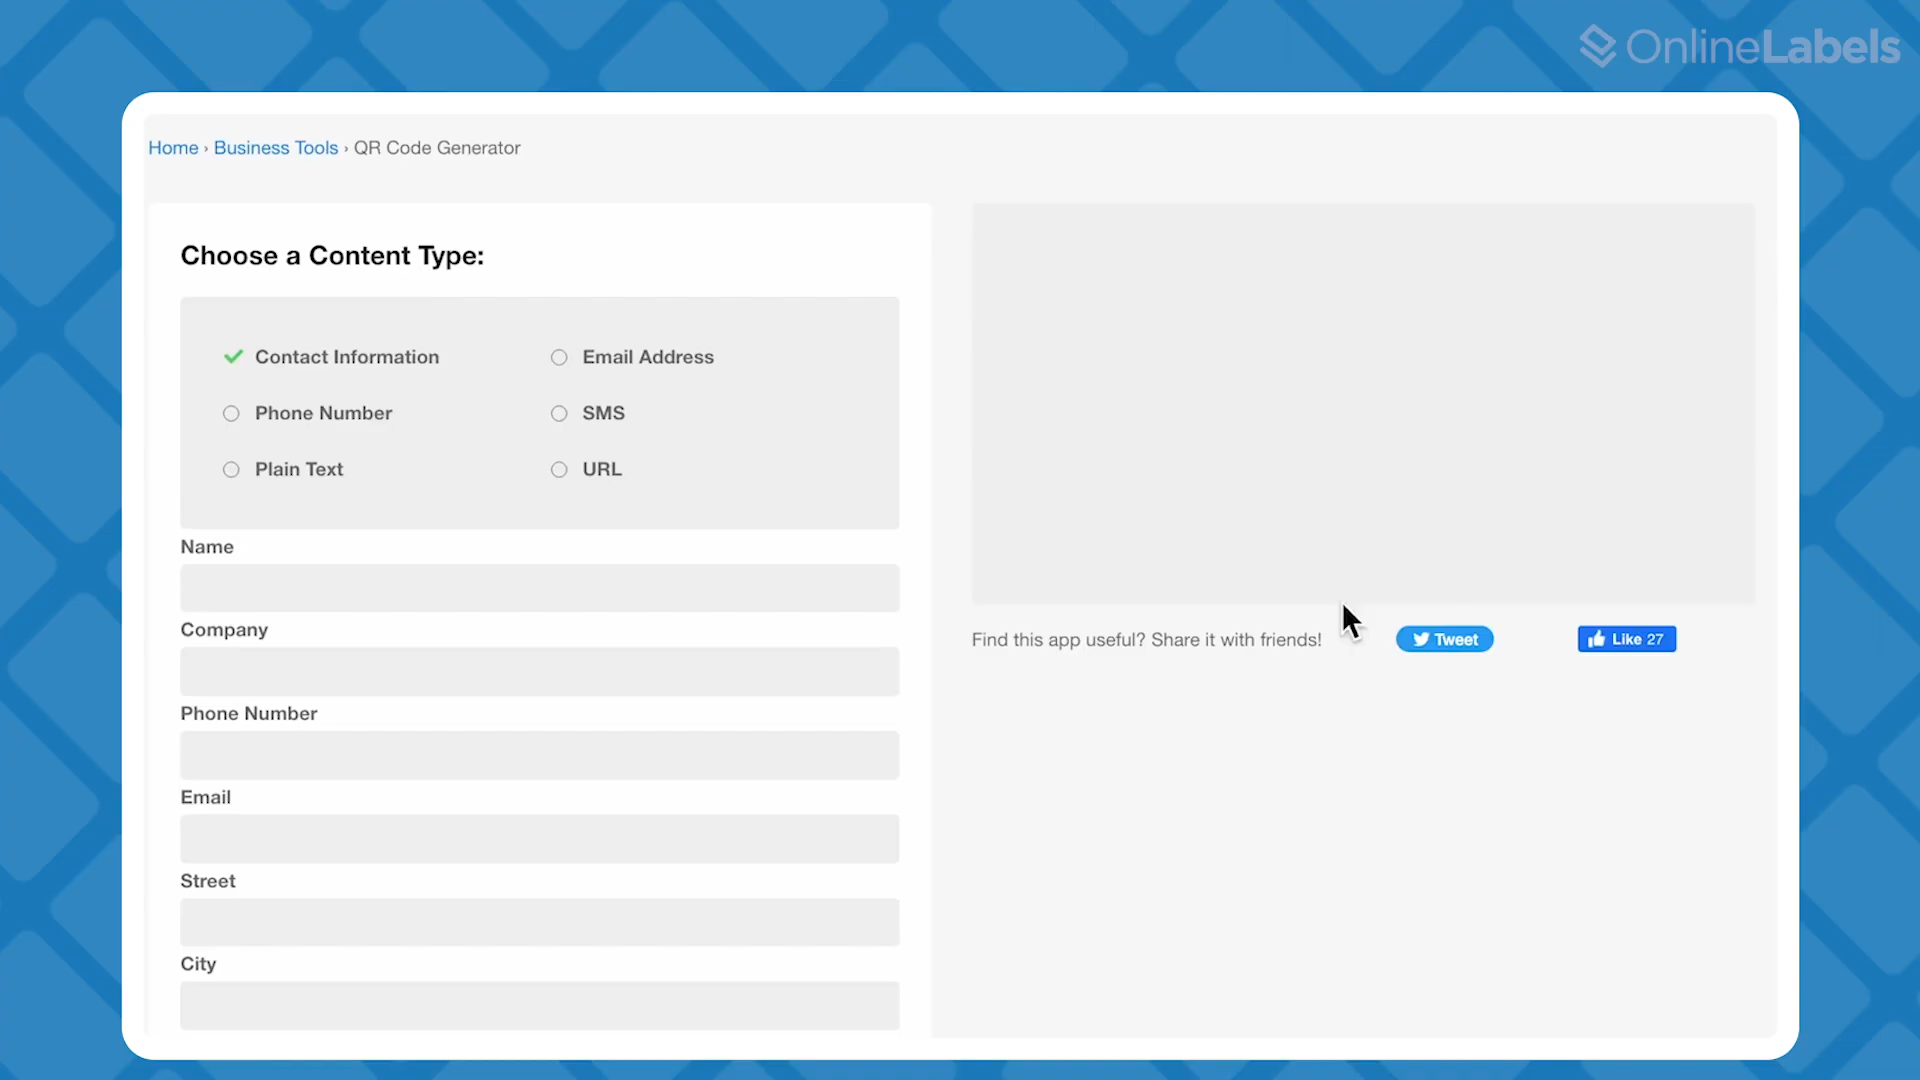 OnlineLabels
Home › Business Tools › QR Code Generator
Choose a Content Type:
Contact Information
Email Address
Phone Number
SMS
Plain Text
URL
Name
Company
Phone Number
Email
Street
City
Find this app useful? Share it with friends!
Tweet
Like 27